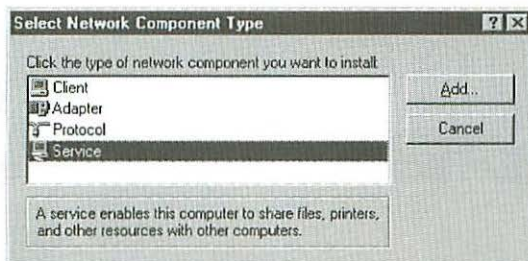 Select Network Component Type
Click the type of network component you want to install:
Client
Adapter
Protocol
Service
Add...
Cancel
A service enables this computer to share files, printers,
and other resources with other computers.